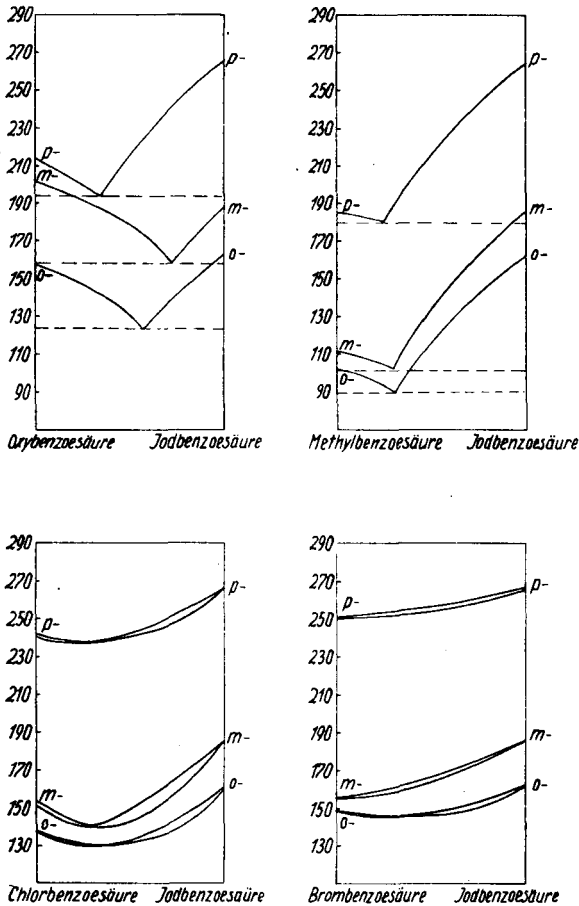 290
270
250
230
210
190
170
150
130
110
90
p-
m-
o-
p-
m-
o-
Oxybenzoesäure Jodbenzoesäure
290
270
250
230
210
190
170
150
130
110
90
p-
m-
o-
p-
m-
o-
Methylbenzoesäure Jodbenzoesäure
290
270
250
230
210
190
170
150
130
p-
m-
o-
p-
m-
o-
Chlorbenzoesäure Jodbenzoesäure
290
270
250
230
210
190
170
150
130
p-
m-
o-
p-
m-
o-
Brombenzoesäure Jodbenzoesäure